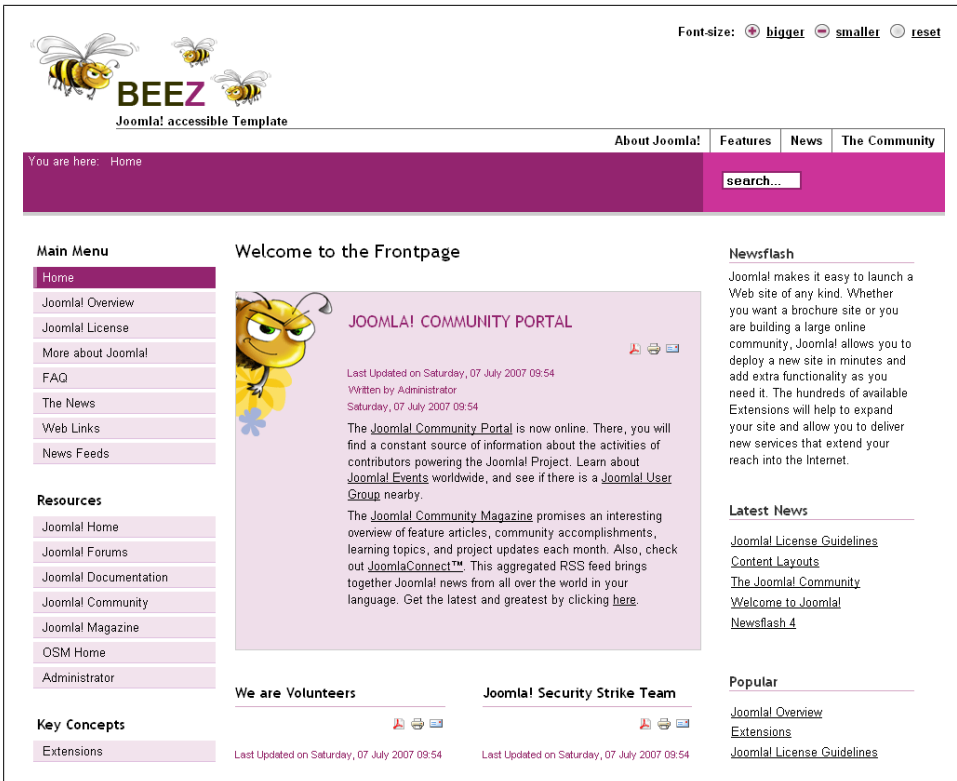 Font-size: bigger smaller reset
BEEZ
Joomla! accessible Template
About Joomla! Features News The Community
You are here: Home
search...
Main Menu
Home
Joomla! Overview
Joomla! License
More about Joomla!
FAQ
The News
Web Links
News Feeds
Resources
Joomla! Home
Joomla! Forums
Joomla! Documentation
Joomla! Community
Joomla! Magazine
OSM Home
Administrator
Key Concepts
Extensions
Welcome to the Frontpage
JOOMLA! COMMUNITY PORTAL
Last Updated on Saturday, 07 July 2007 09:54
Written by Administrator
Saturday, 07 July 2007 09:54
The Joomla! Community Portal is now online. There, you will
find a constant source of information about the activities of
contributors powering the Joomla! Project. Learn about
Joomla! Events worldwide, and see if there is a Joomla! User
Group nearby.
The Joomla! Community Magazine promises an interesting
overview of feature articles, community accomplishments,
learning topics, and project updates each month. Also, check
out JoomlaConnect™. This aggregated RSS feed brings
together Joomla! news from all over the world in your
language. Get the latest and greatest by clicking here.
We are Volunteers
Last Updated on Saturday, 07 July 2007 09:54
Joomla! Security Strike Team
Last Updated on Saturday, 07 July 2007 09:54
Newsflash
Joomla! makes it easy to launch a
Web site of any kind. Whether
you want a brochure site or you
are building a large online
community, Joomla! allows you to
deploy a new site in minutes and
add extra functionality as you
need it. The hundreds of available
Extensions will help to expand
your site and allow you to deliver
new services that extend your
reach into the Internet.
Latest News
Joomla! License Guidelines
Content Layouts
The Joomla! Community
Welcome to Joomla!
Newsflash 4
Popular
Joomla! Overview
Extensions
Joomla! License Guidelines